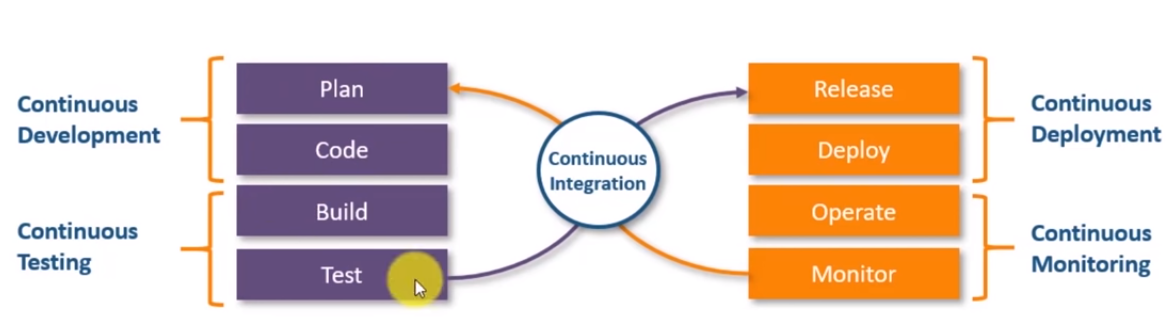 Continuous
Development
Continuous
Testing
Plan
Code
Build
Test
Continuous
Integration
Release
Deploy
Operate
Monitor
Continuous
Deployment
Continuous
Monitoring